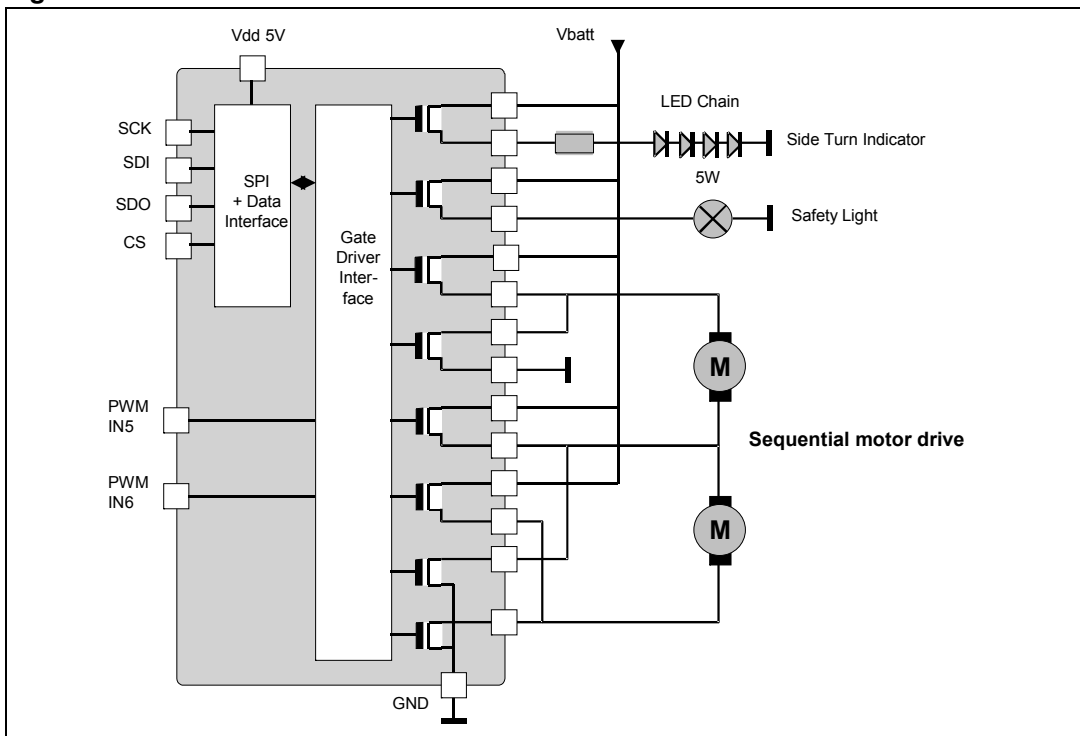 Vdd 5V
Vbatt
SCK
SDI
SDO
CS
SPI
+ Data
Interface
Gate
Driver
Inter-
face
LED Chain
Side Turn Indicator
5W
Safety Light
M
PWM
IN5
Sequential motor drive
PWM
IN6
M
GND